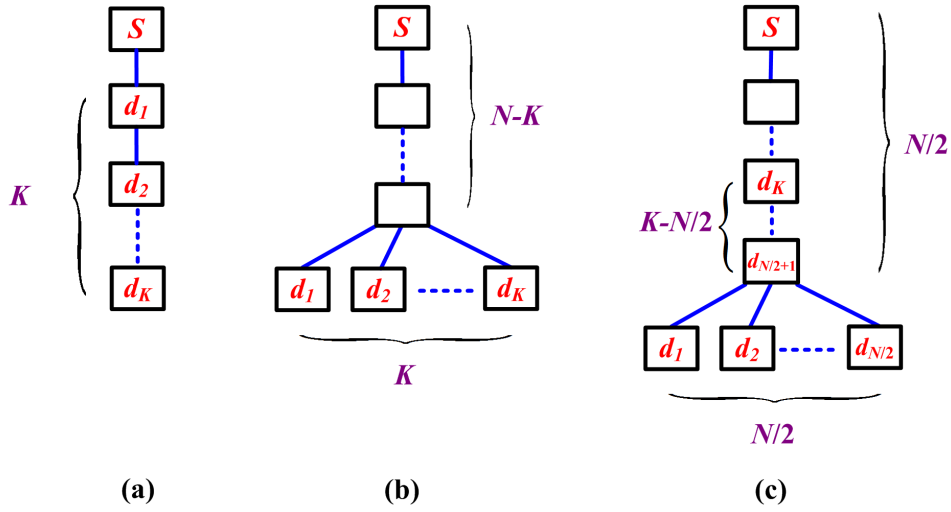 S
d1
d2
dK
K
(a)
S
N-K
d1
d2
dK
K
(b)
S
dK
N/2
K-N/2
dN/2+1
d1
d2
dN/2
N/2
(c)